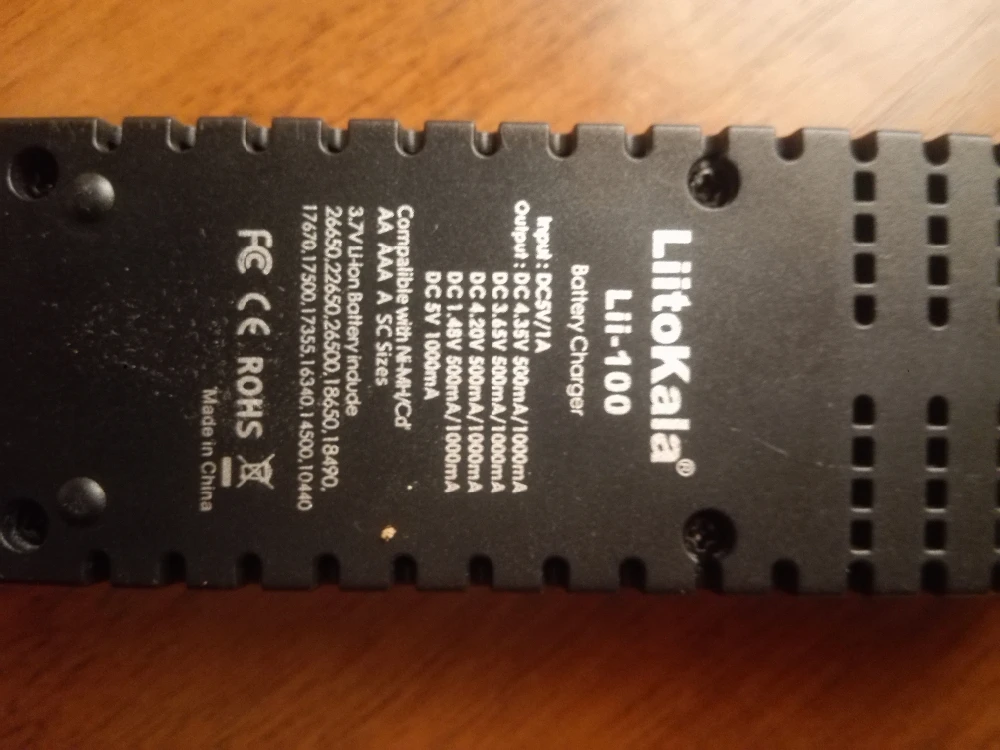 LiitoKala®
Lii-100
Battery Charger
Input : DC5V/1A
Output : DC 4.35V 500mA/1000mA
DC 3.65V 500mA/1000mA
DC 4.20V 500mA/1000mA
DC 1.48V 500mA/1000mA
DC 5V 1000mA
Compatible with Ni-MH/Cd
AA AAA A SC Sizes
3.7V Li-ion Battery include
26650,22650,26500,18650,18490,
17670,17500,17355,16340,14500,10440
FC CE ROHS
Made in China